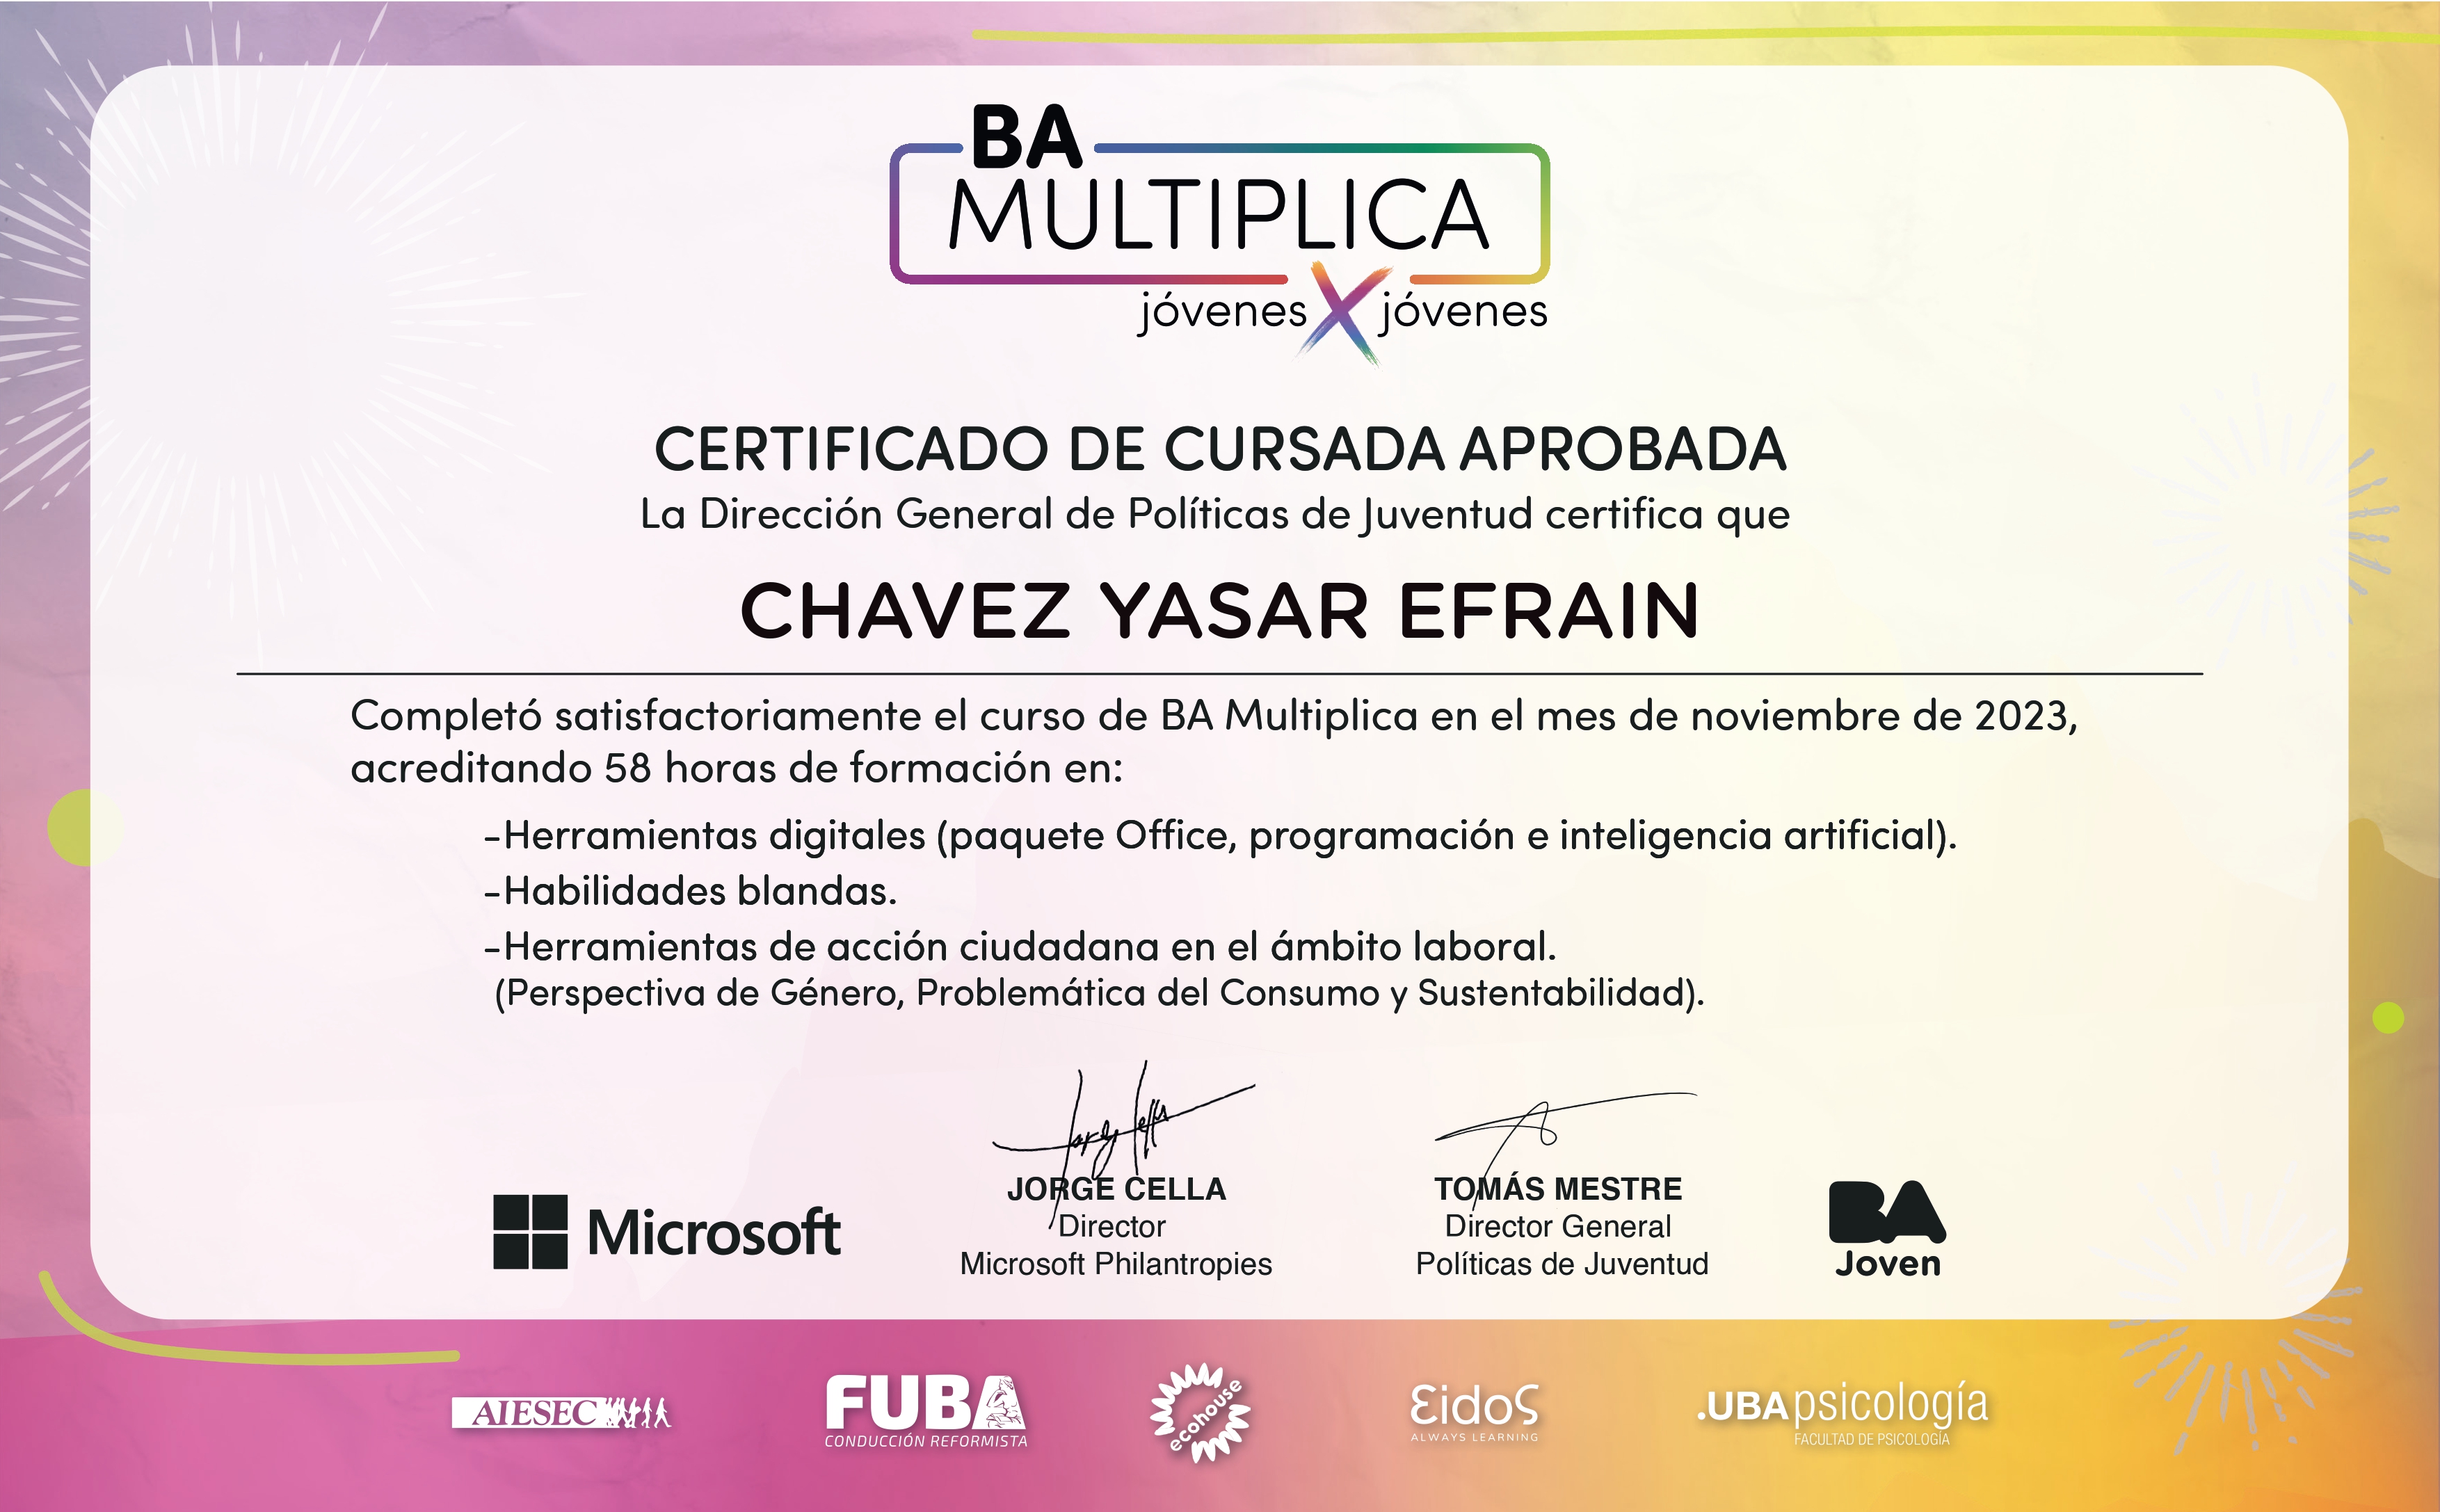 BA
MULTIPLICA
jóvenes X jóvenes
CERTIFICADO DE CURSADA APROBADA
La Dirección General de Políticas de Juventud certifica que
CHAVEZ YASAR EFRAIN
Completó satisfactoriamente el curso de BA Multiplica en el mes de noviembre de 2023,
acreditando 58 horas de formación en:
-Herramientas digitales (paquete Office, programación e inteligencia artificial).
-Habilidades blandas.
-Herramientas de acción ciudadana en el ámbito laboral.
(Perspectiva de Género, Problemática del Consumo y Sustentabilidad).
Microsoft
JORGE CELLA
Director
Microsoft Philantropies
TOMÁS MESTRE
Director General
Políticas de Juventud
BA
Joven
AIESEC
FUBA
CONDUCCIÓN REFORMISTA
ecohouse
Eidos
ALWAYS LEARNING
.UBApsicología
FACULTAD DE PSICOLOGÍA